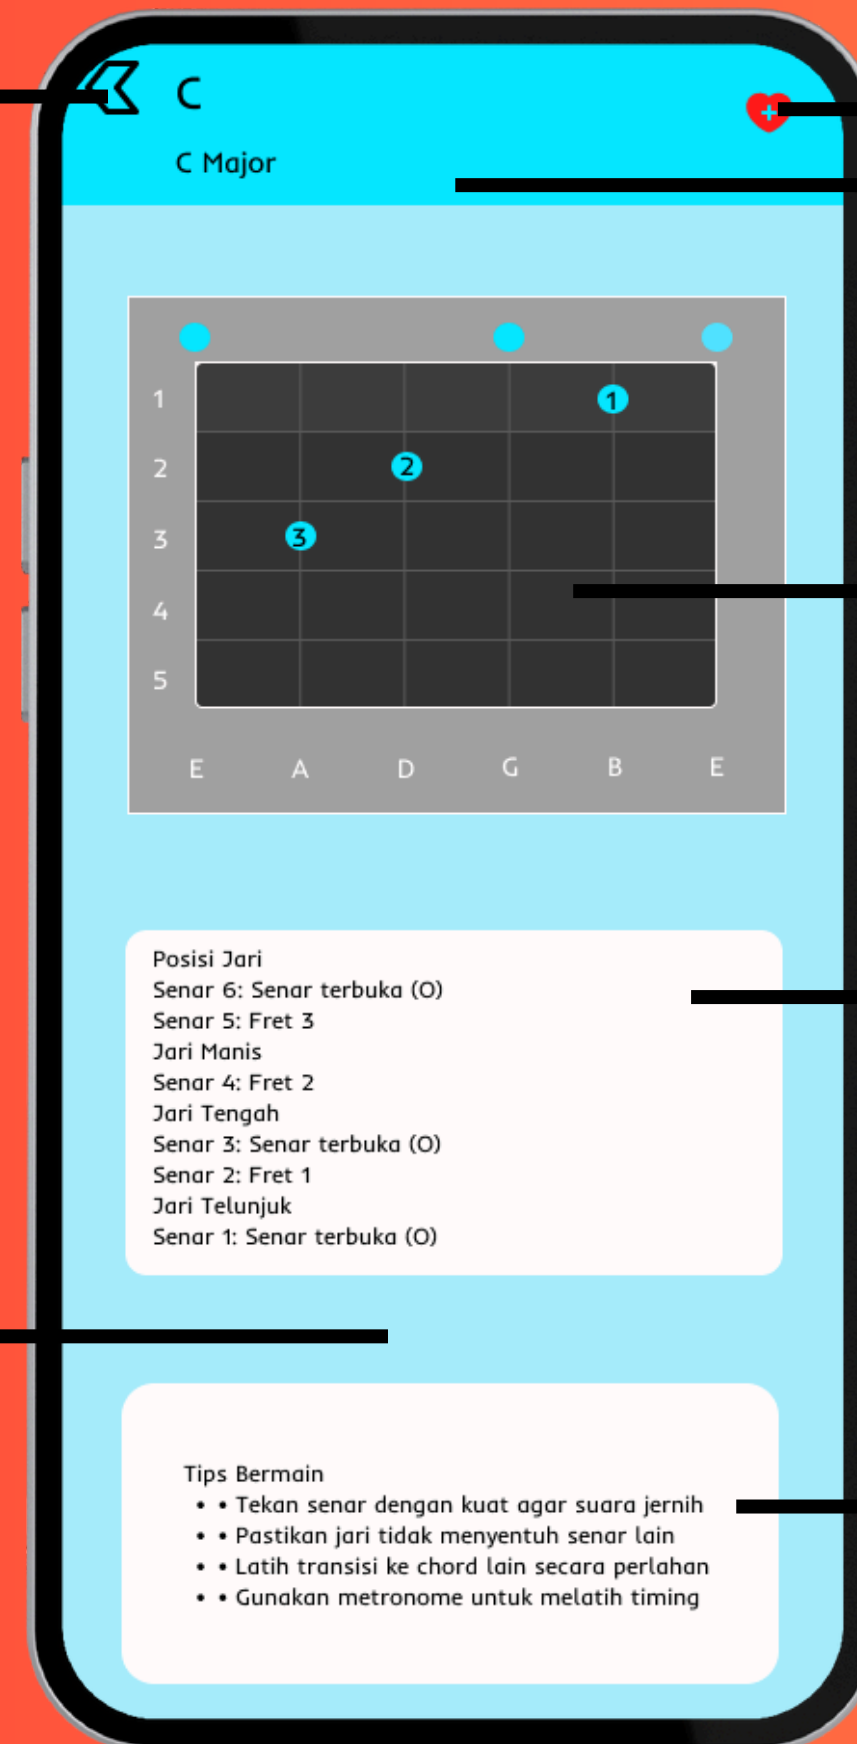 C
C Major
1
1
2
2
3
3
4
5
E A D G B E
Posisi Jari
Senar 6: Senar terbuka (O)
Senar 5: Fret 3
Jari Manis
Senar 4: Fret 2
Jari Tengah
Senar 3: Senar terbuka (O)
Senar 2: Fret 1
Jari Telunjuk
Senar 1: Senar terbuka (O)
Tips Bermain
• • Tekan senar dengan kuat agar suara jernih
• • Pastikan jari tidak menyentuh senar lain
• • Latih transisi ke chord lain secara perlahan
• • Gunakan metronome untuk melatih timing